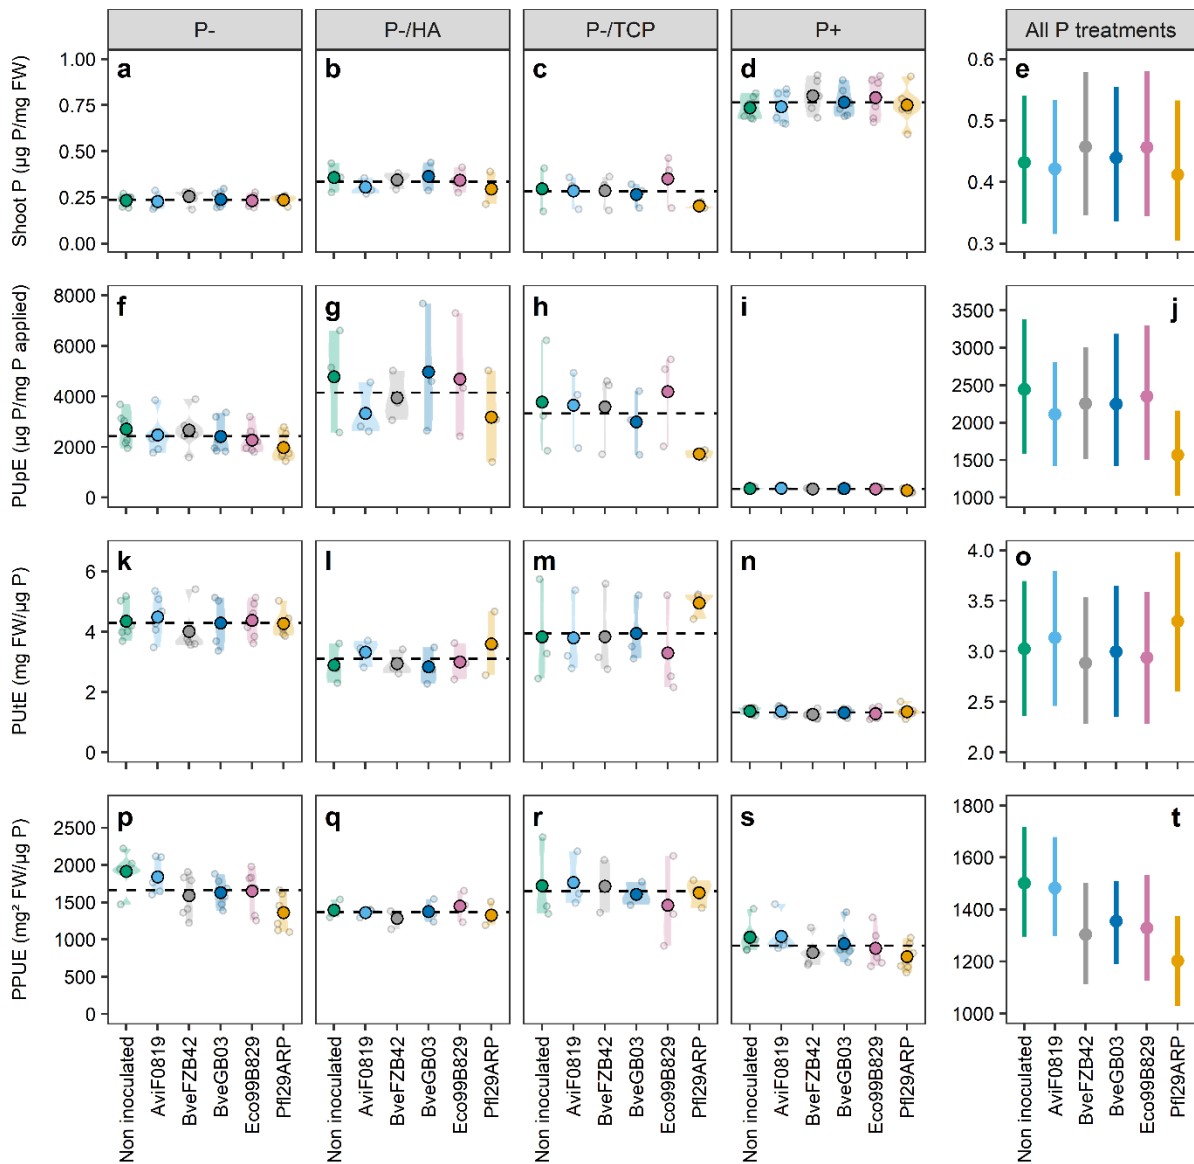 P-
P-/HA
P-/TCP
P+
All P treatments
Shoot P (µg P/mg FW)
1.00
0.75
0.50
0.25
0.00
a
b
c
d
0.6
0.5
0.4
0.3
e
PUpE (µg P/mg P applied)
8000
6000
4000
2000
0
f
g
h
i
3500
3000
2500
2000
1500
1000
j
PUtE (mg FW/µg P)
6
4
2
0
k
l
m
n
4.0
3.5
3.0
2.5
2.0
o
PPUE (mg² FW/µg P)
2500
2000
1500
1000
500
0
p
q
r
s
1800
1600
1400
1200
1000
t
Non inoculated
AviF0819
BveFZB42
BveGB03
Eco99B829
Pfl29ARP
Non inoculated
AviF0819
BveFZB42
BveGB03
Eco99B829
Pfl29ARP
Non inoculated
AviF0819
BveFZB42
BveGB03
Eco99B829
Pfl29ARP
Non inoculated
AviF0819
BveFZB42
BveGB03
Eco99B829
Pfl29ARP
Non inoculated
AviF0819
BveFZB42
BveGB03
Eco99B829
Pfl29ARP